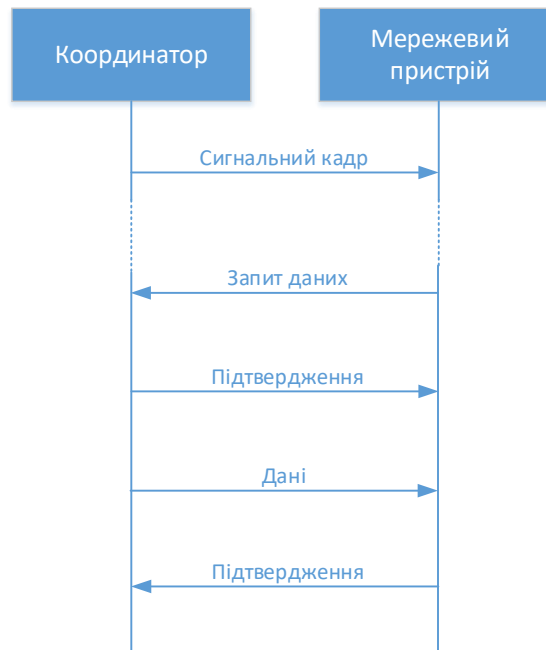 Координатор
Мережевий
пристрій
Сигнальний кадр
Запит даних
Підтвердження
Дані
Підтвердження